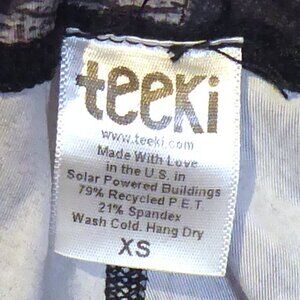 teeki
www.teeki.com
Made With Love
in the U.S. in
Solar Powered Buildings
79% Recycled P.E.T.
21% Spandex
Wash Cold. Hang Dry
XS